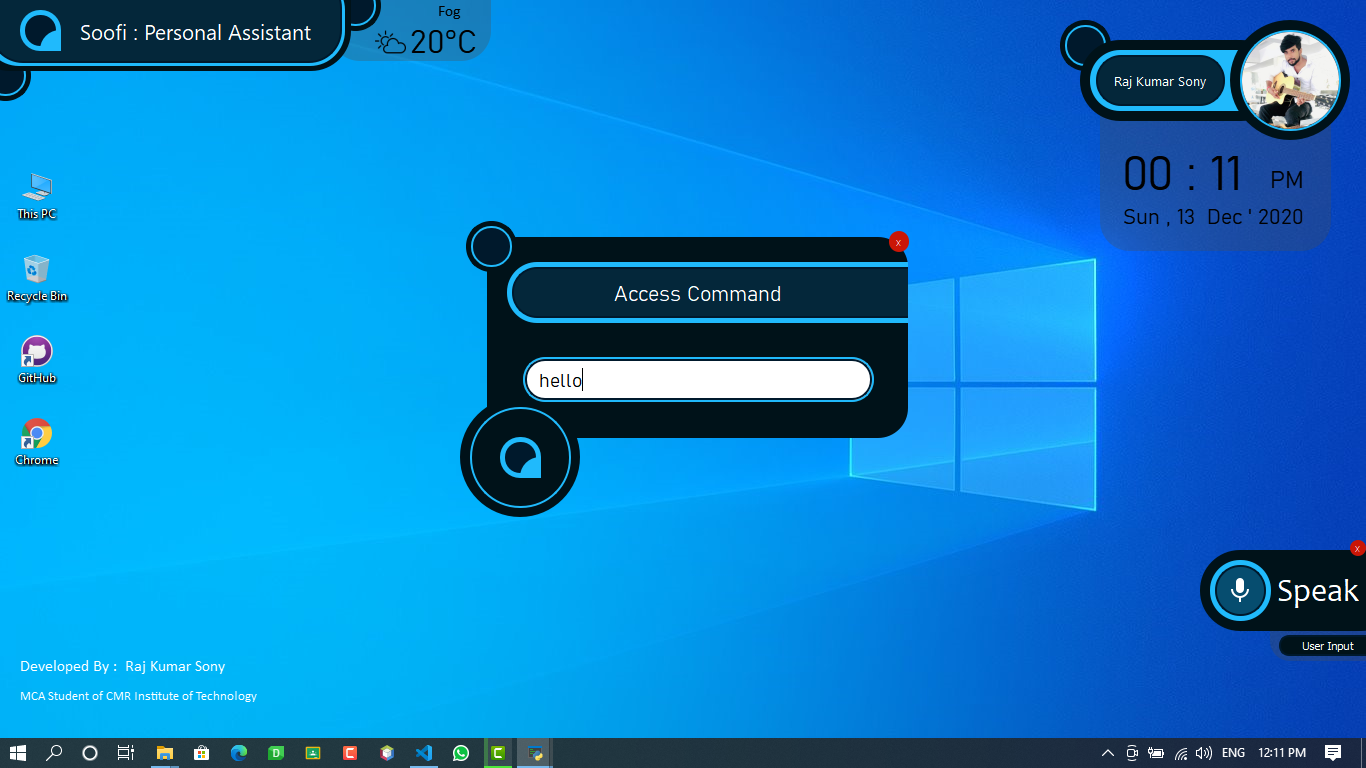 Soofi : Personal Assistant
Fog
20°C
Raj Kumar Sony
00 : 11 PM
Sun , 13 Dec ' 2020
This PC
Recycle Bin
GitHub
Chrome
x
Access Command
hello
x
Speak
User Input
Developed By : Raj Kumar Sony
MCA Student of CMR Institute of Technology
ENG 12:11 PM